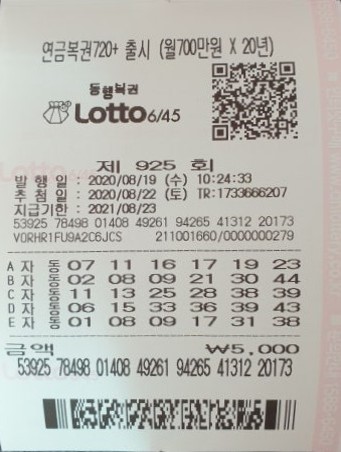 연금복권720+ 출시 (월700만원 X 20년)
동행복권
Lotto6/45
제 925 회
발 행 일 : 2020/08/19 (수) 10:24:33
추 첨 일 : 2020/08/22 (토) TR:1733666207
지급기한 : 2021/08/23
53925 78498 01408 49261 94265 41312 20173
VORHR1FU9A2C6JCS 211001660/0000000279
A 자 동 07 11 16 17 19 23
B 자 동 02 08 09 21 30 44
C 자 동 11 13 25 28 38 39
D 자 동 06 15 33 36 39 43
E 자 동 01 08 09 17 31 38
금액 ₩5,000
53925 78498 01408 49261 94265 41312 20173